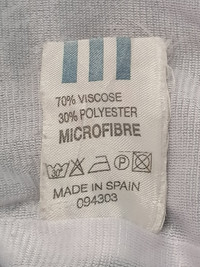 70% VISCOSE
30% POLYESTER
MICROFIBRE
MADE IN SPAIN
094303